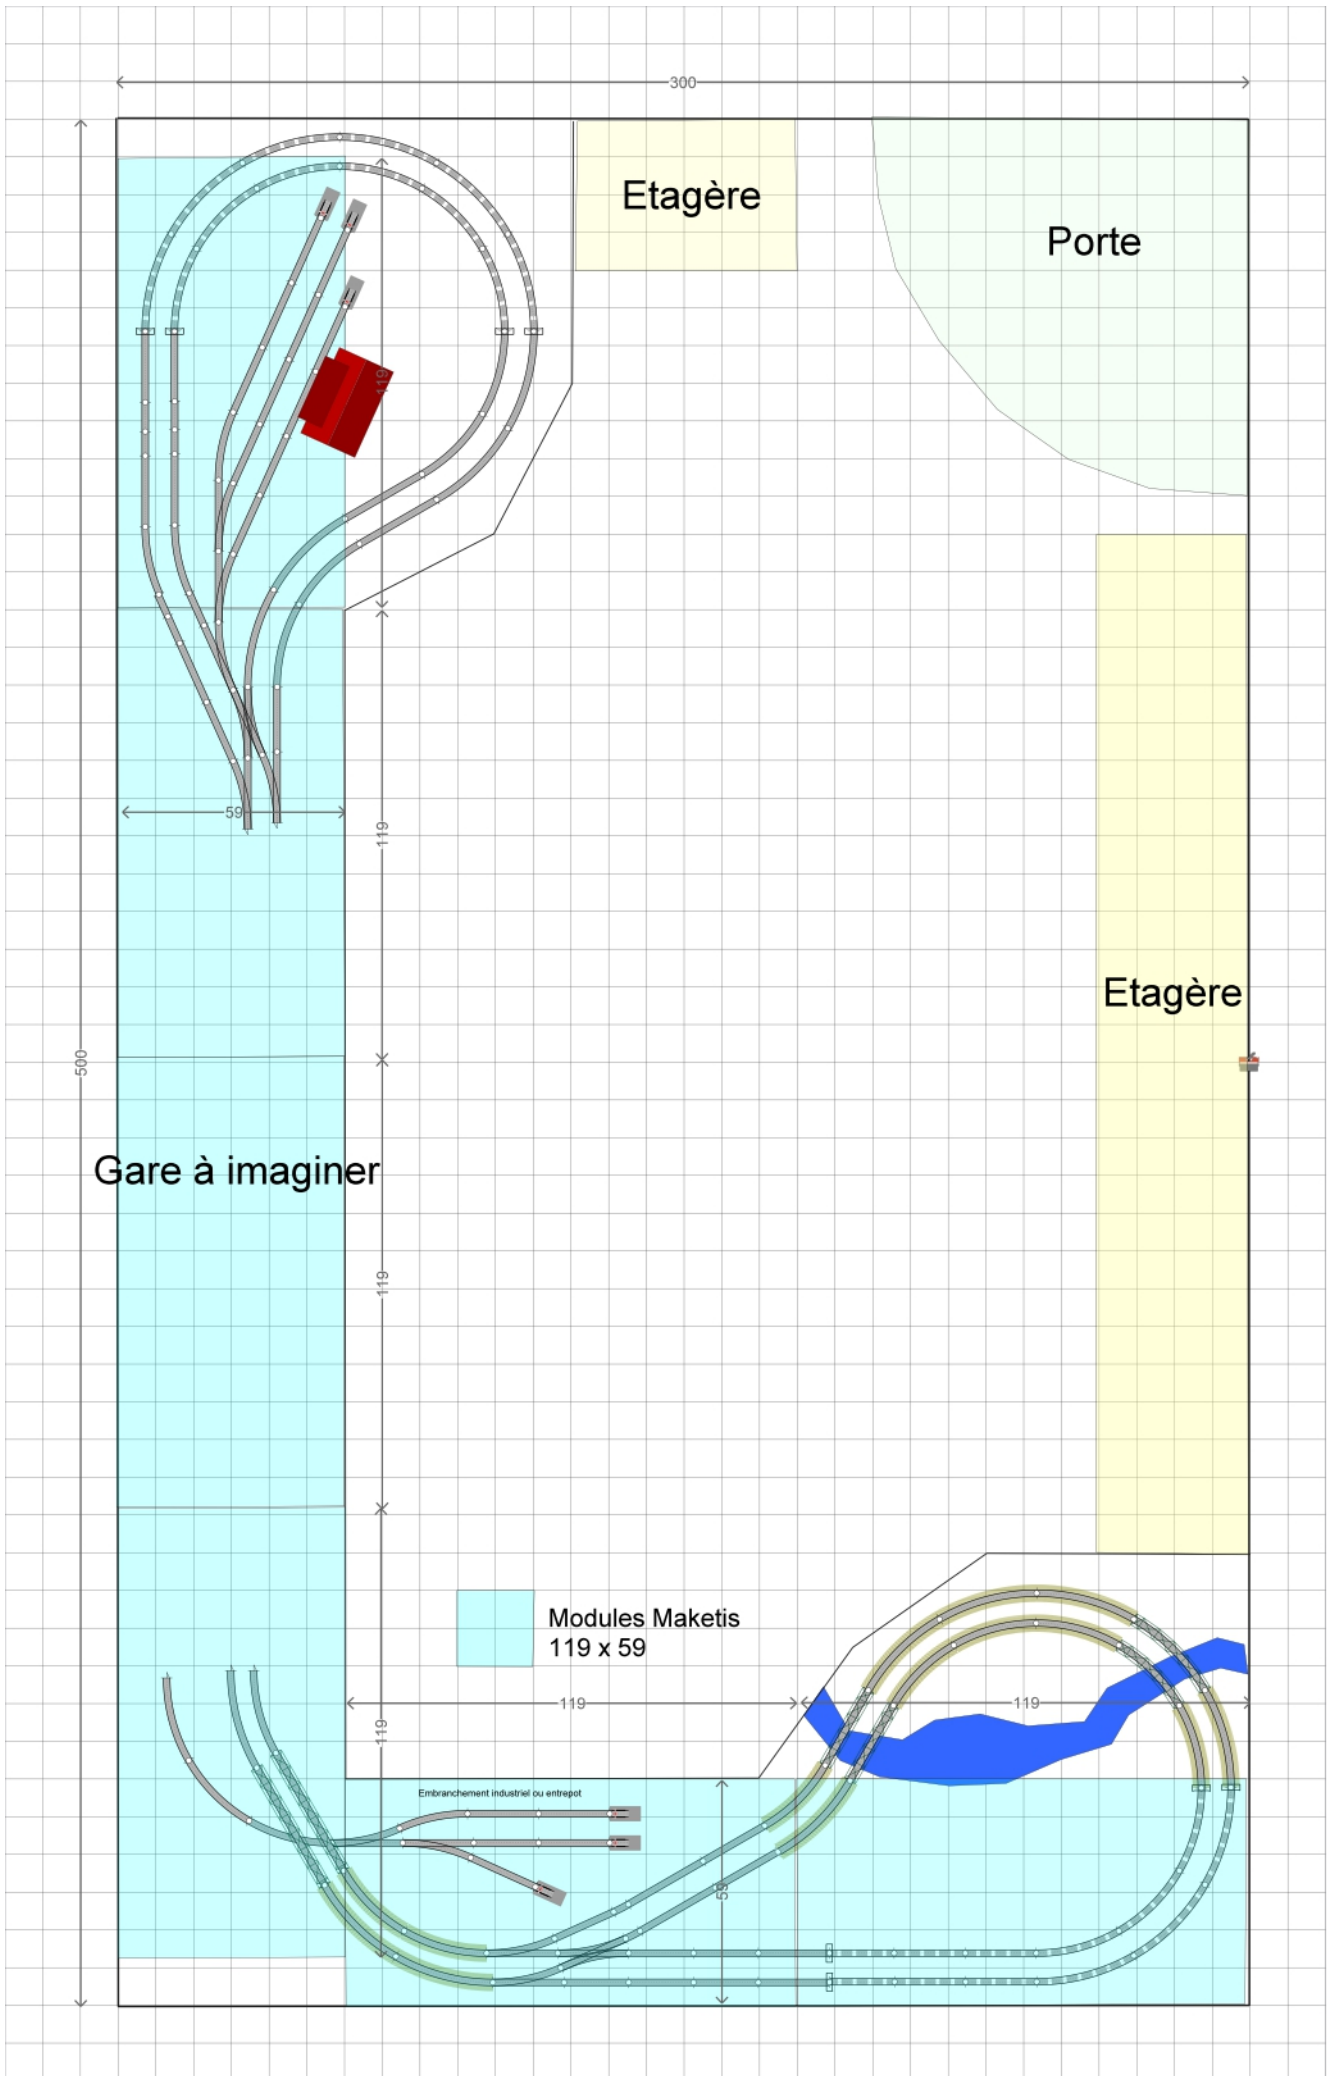 300
Etagère
Porte
119
59
119
500
Etagère
Gare à imaginer
119
Modules Maketis
119 x 59
119
119
119
Embranchement industriel ou entrepot
59